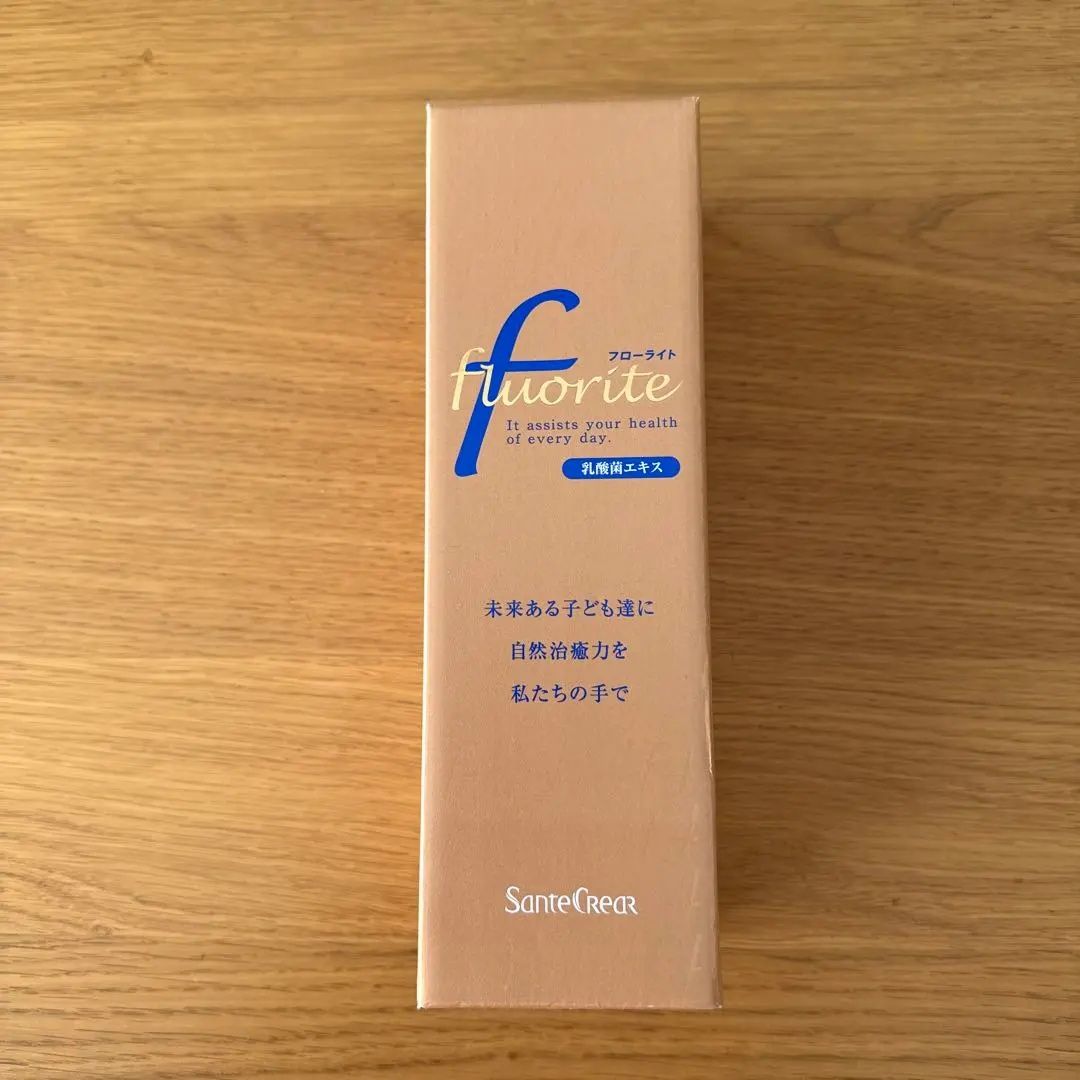 フローライト
fluorite
It assists your health
of every day.
乳酸菌エキス
未来ある子ども達に
自然治癒力を
私たちの手で
SanteCrear